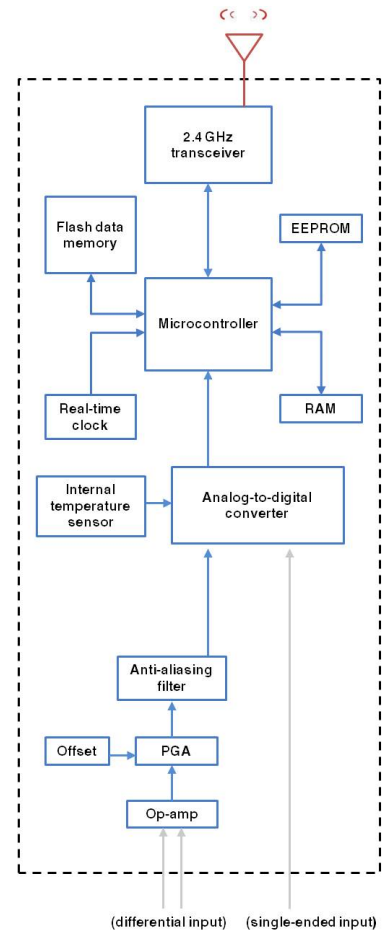 2.4 GHz
transceiver
Flash data
memory
EEPROM
Microcontroller
Real-time
clock
RAM
Internal
temperature
sensor
Analog-to-digital
converter
Anti-aliasing
filter
Offset
PGA
Op-amp
(differential input)
(single-ended input)